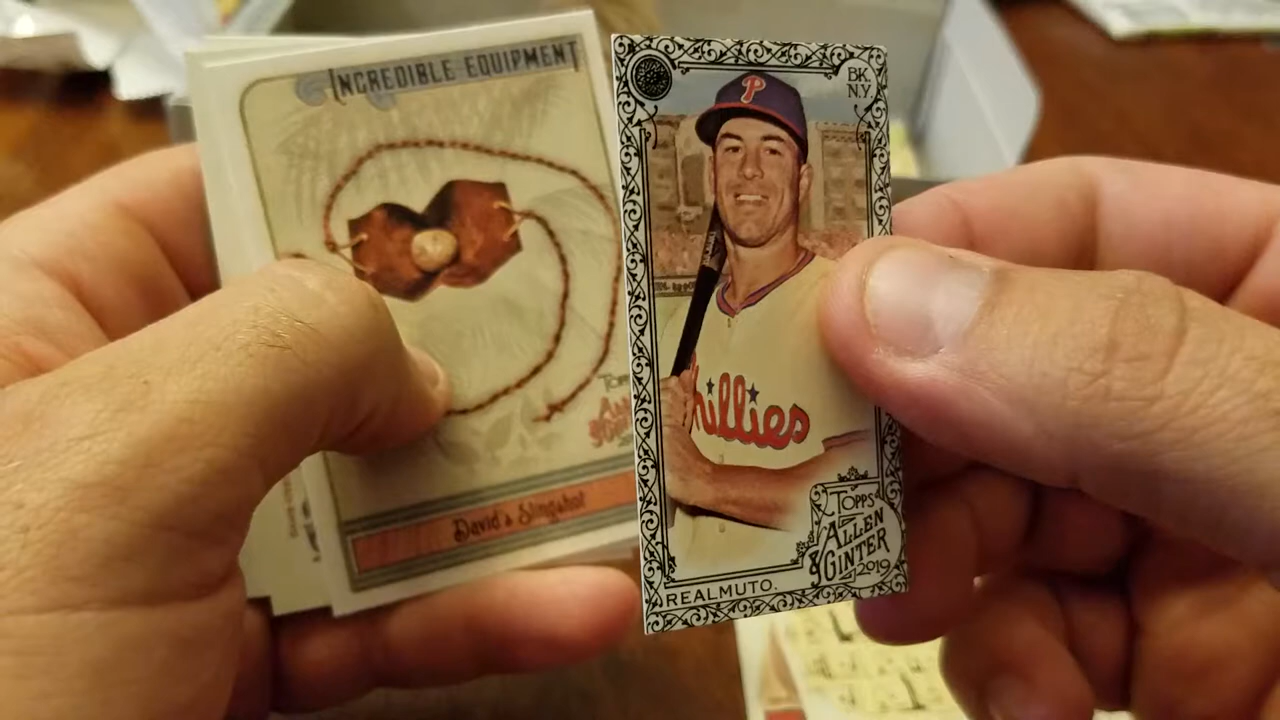 INCREDIBLE EQUIPMENT
David's Slingshot
BK.
N.Y.
P
Phillies
TOPPS
ALLEN
& GINTER
2019
REALMUTO.